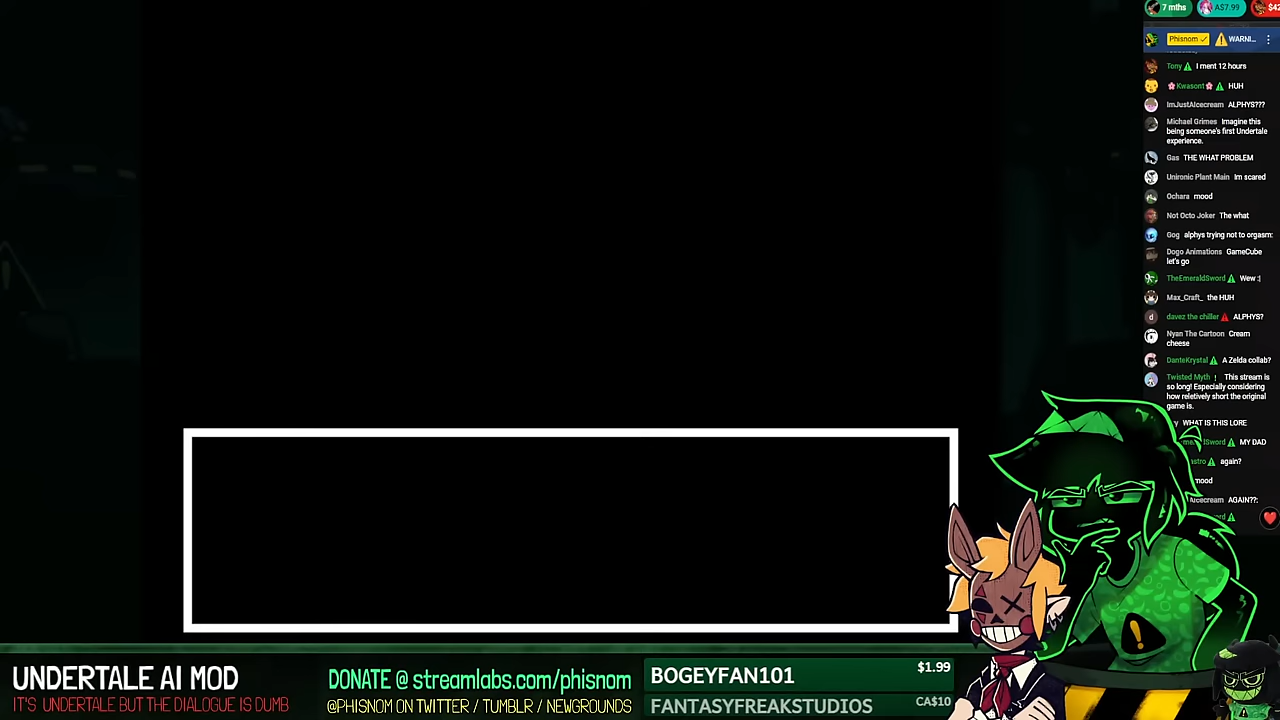 7 mths
A$7.99
$42
Phisnom
WARNI...
Tony I ment 12 hours
Kwasont HUH
ImJustAIcecream ALPHYS???
Michael Grimes Imagine this
being someone's first Undertale
experience.
Gas THE WHAT PROBLEM
Unironic Plant Main Im scared
Ochara mood
Not Octo Joker The what
Gog alphys trying not to orgasm:
Dogo Animations GameCube
let's go
TheEmeraldSword Wew :|
Max_Craft_ the HUH
d
davez the chiller ALPHYS?
Nyan The Cartoon Cream
cheese
DanteKrystal A Zelda collab?
Twisted Myth ! This stream is
so long! Especially considering
how reletively short the original
game is.
WHAT IS THIS LORE
MY DAD
again?
mood
AGAIN??:
UNDERTALE AI MOD
IT'S UNDERTALE BUT THE DIALOGUE IS DUMB
DONATE @ streamlabs.com/phisnom
@PHISNOM ON TWITTER / TUMBLR / NEWGROUNDS
BOGEYFAN101
$1.99
FANTASYFREAKSTUDIOS
CA$10